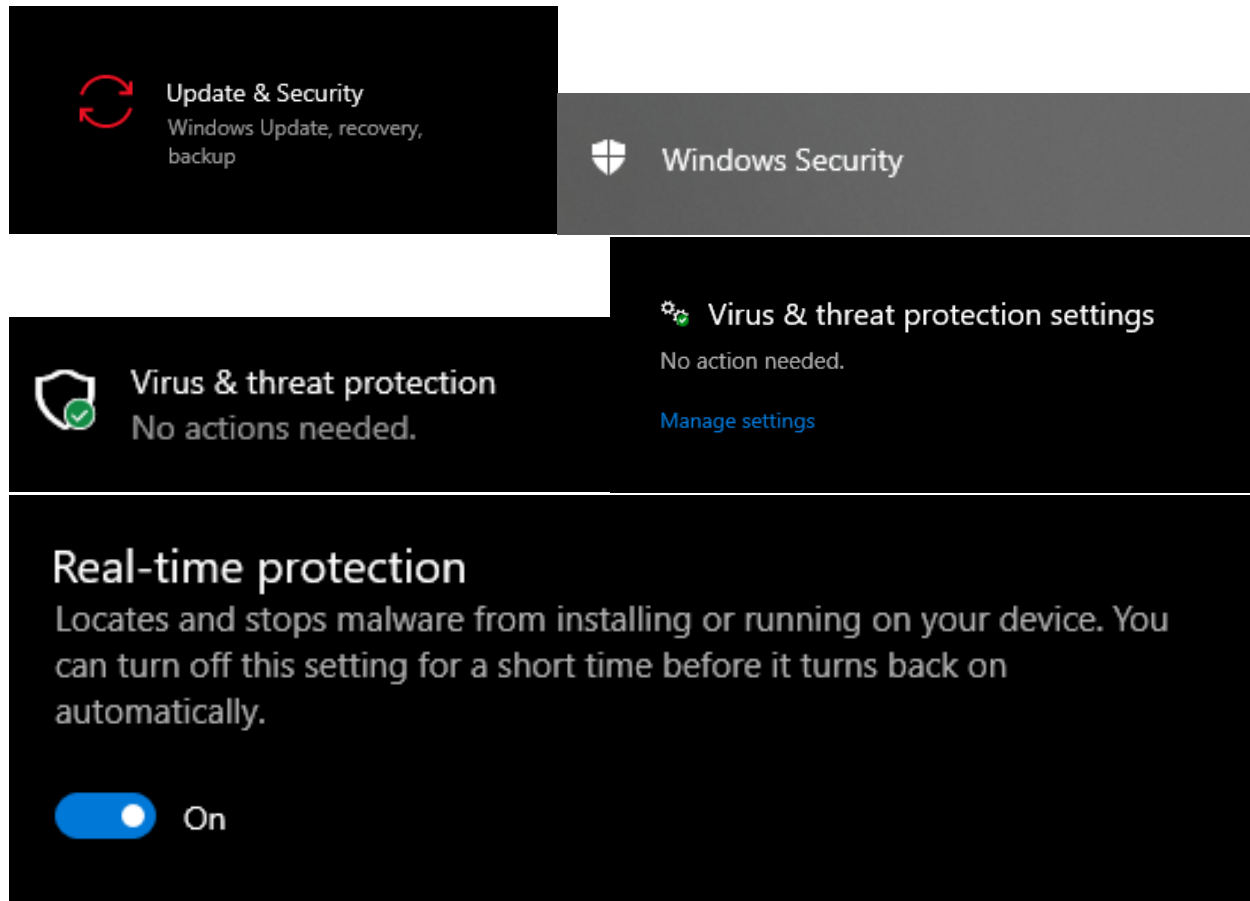 Update & Security
Windows Update, recovery,
backup
Windows Security
Virus & threat protection
No actions needed.
Virus & threat protection settings
No action needed.
Manage settings
Real-time protection
Locates and stops malware from installing or running on your device. You
can turn off this setting for a short time before it turns back on
automatically.
On